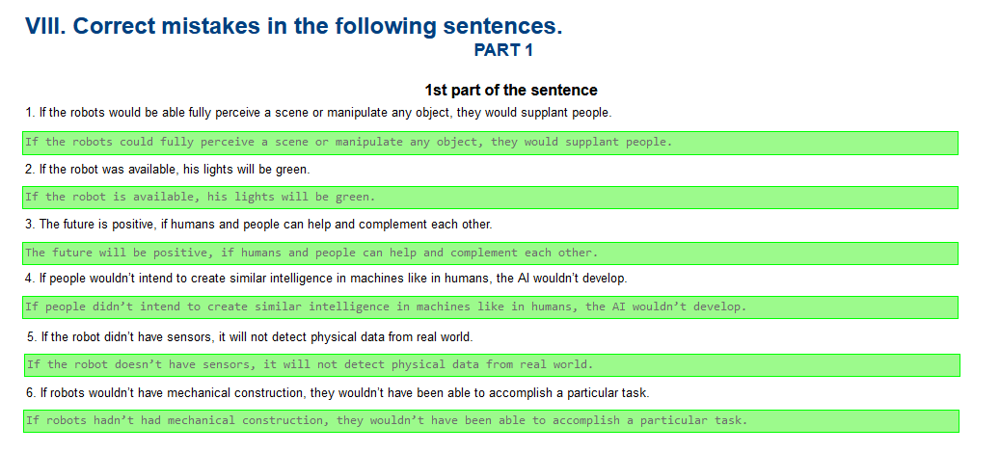 VIII. Correct mistakes in the following sentences.
PART 1
1st part of the sentence
1. If the robots would be able fully perceive a scene or manipulate any object, they would supplant people.
If the robots could fully perceive a scene or manipulate any object, they would supplant people.
2. If the robot was available, his lights will be green.
If the robot is available, his lights will be green.
3. The future is positive, if humans and people can help and complement each other.
The future will be positive, if humans and people can help and complement each other.
4. If people wouldn’t intend to create similar intelligence in machines like in humans, the AI wouldn’t develop.
If people didn’t intend to create similar intelligence in machines like in humans, the AI wouldn’t develop.
5. If the robot didn’t have sensors, it will not detect physical data from real world.
If the robot doesn’t have sensors, it will not detect physical data from real world.
6. If robots wouldn’t have mechanical construction, they wouldn’t have been able to accomplish a particular task.
If robots hadn’t had mechanical construction, they wouldn’t have been able to accomplish a particular task.